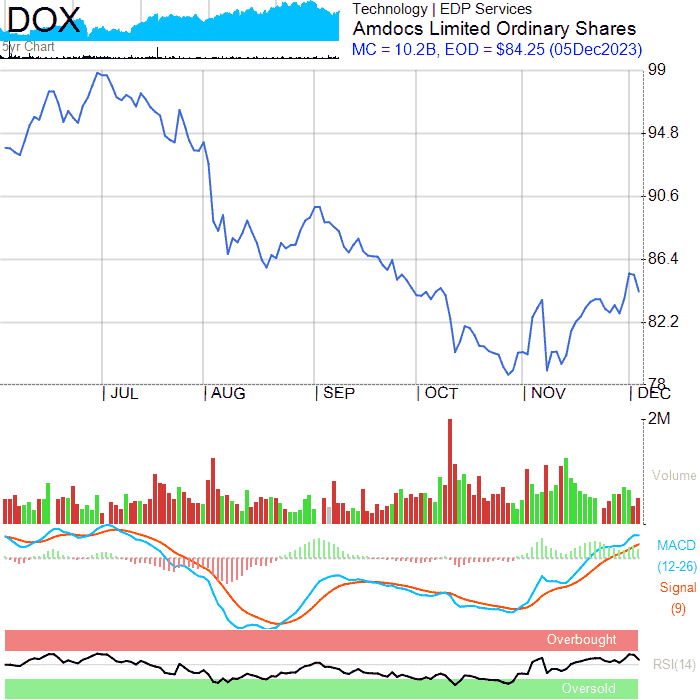 DOX
5yr Chart
Technology | EDP Services
Amdocs Limited Ordinary Shares
MC = 10.2B, EOD = $84.25 (05Dec2023)
99
94.8
90.6
86.4
82.2
78
| JUL | AUG | SEP | OCT | NOV | DEC
2M
Volume
MACD
(12-26)
Signal
(9)
Overbought
RSI(14)
Oversold